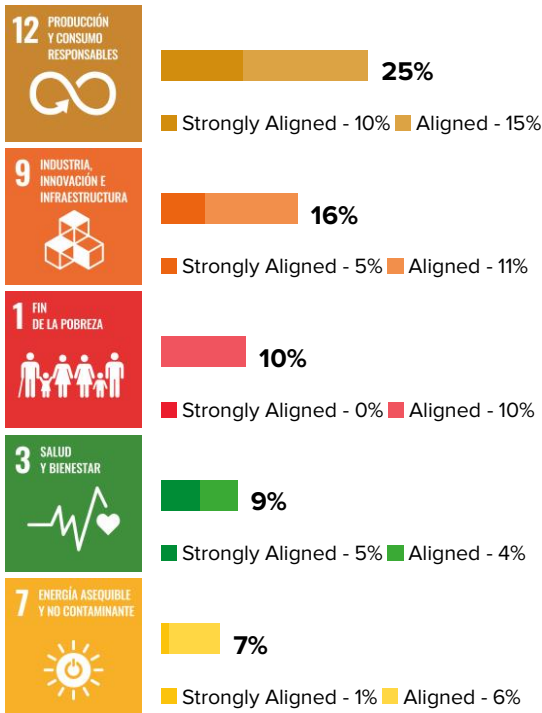 12 PRODUCCIÓN
Y CONSUMO
RESPONSABLES
25%
Strongly Aligned - 10% Aligned - 15%
9 INDUSTRIA,
INNOVACIÓN E
INFRAESTRUCTURA
16%
Strongly Aligned - 5% Aligned - 11%
1 FIN
DE LA POBREZA
10%
Strongly Aligned - 0% Aligned - 10%
3 SALUD
Y BIENESTAR
9%
Strongly Aligned - 5% Aligned - 4%
7 ENERGÍA ASEQUIBLE
Y NO CONTAMINANTE
7%
Strongly Aligned - 1% Aligned - 6%